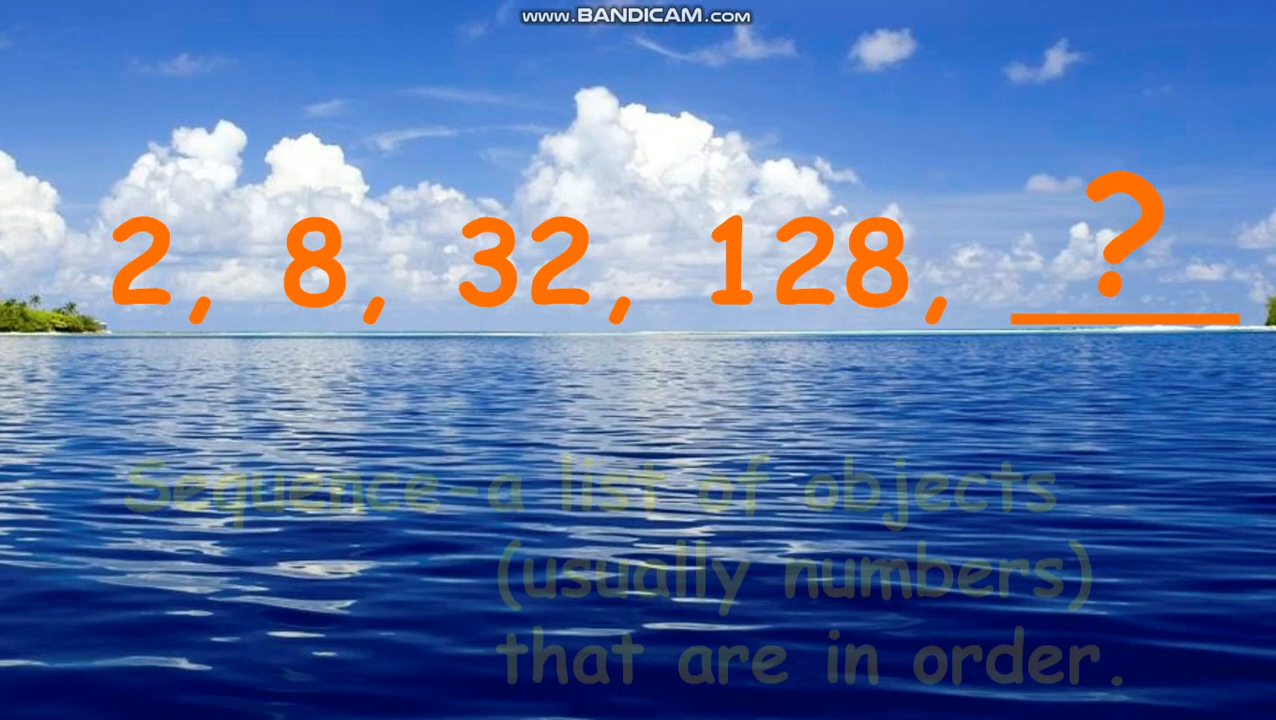 www.BANDICAM.com
2, 8, 32, 128, ?
Sequence-a list of objects
(usually numbers)
that are in order.